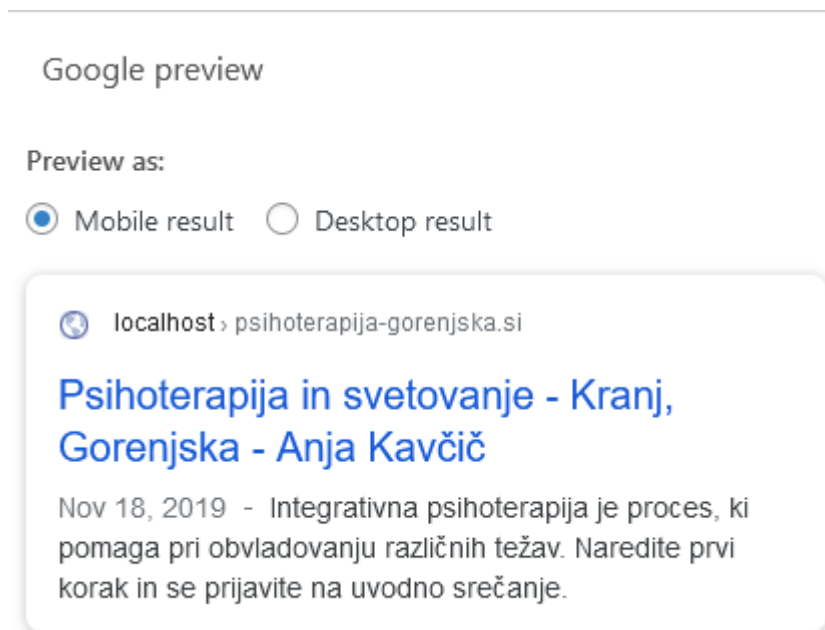 Google preview
Preview as:
Mobile result Desktop result
localhost › psihoterapija-gorenjska.si
Psihoterapija in svetovanje - Kranj,
Gorenjska - Anja Kavčič
Nov 18, 2019 - Integrativna psihoterapija je proces, ki
pomaga pri obvladovanju različnih težav. Naredite prvi
korak in se prijavite na uvodno srečanje.